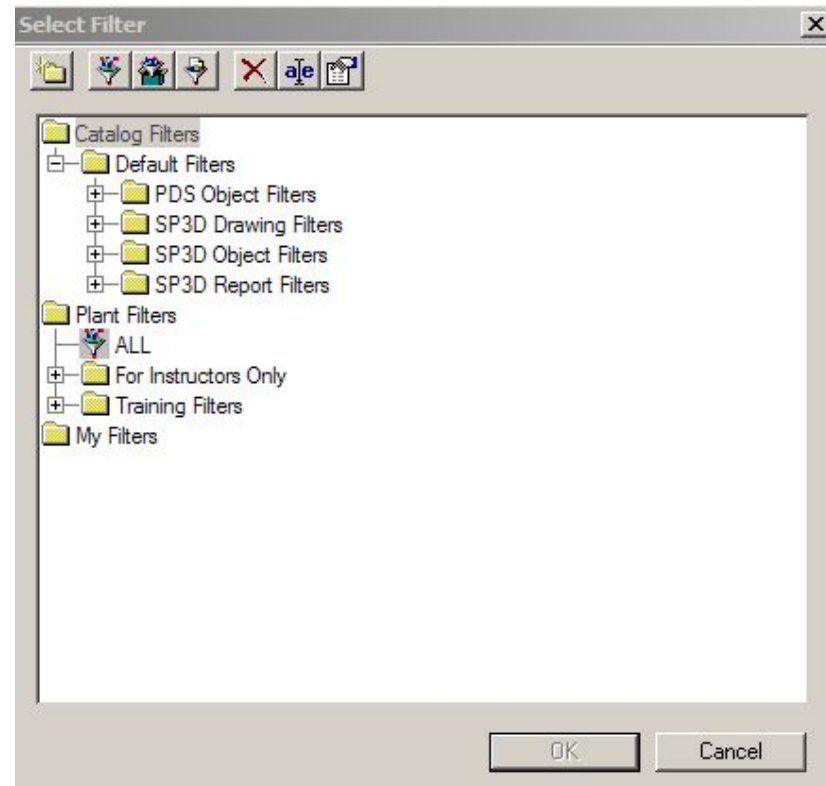 Select Filter
a e
Catalog Filters
Default Filters
PDS Object Filters
SP3D Drawing Filters
SP3D Object Filters
SP3D Report Filters
Plant Filters
ALL
For Instructors Only
Training Filters
My Filters
OK Cancel